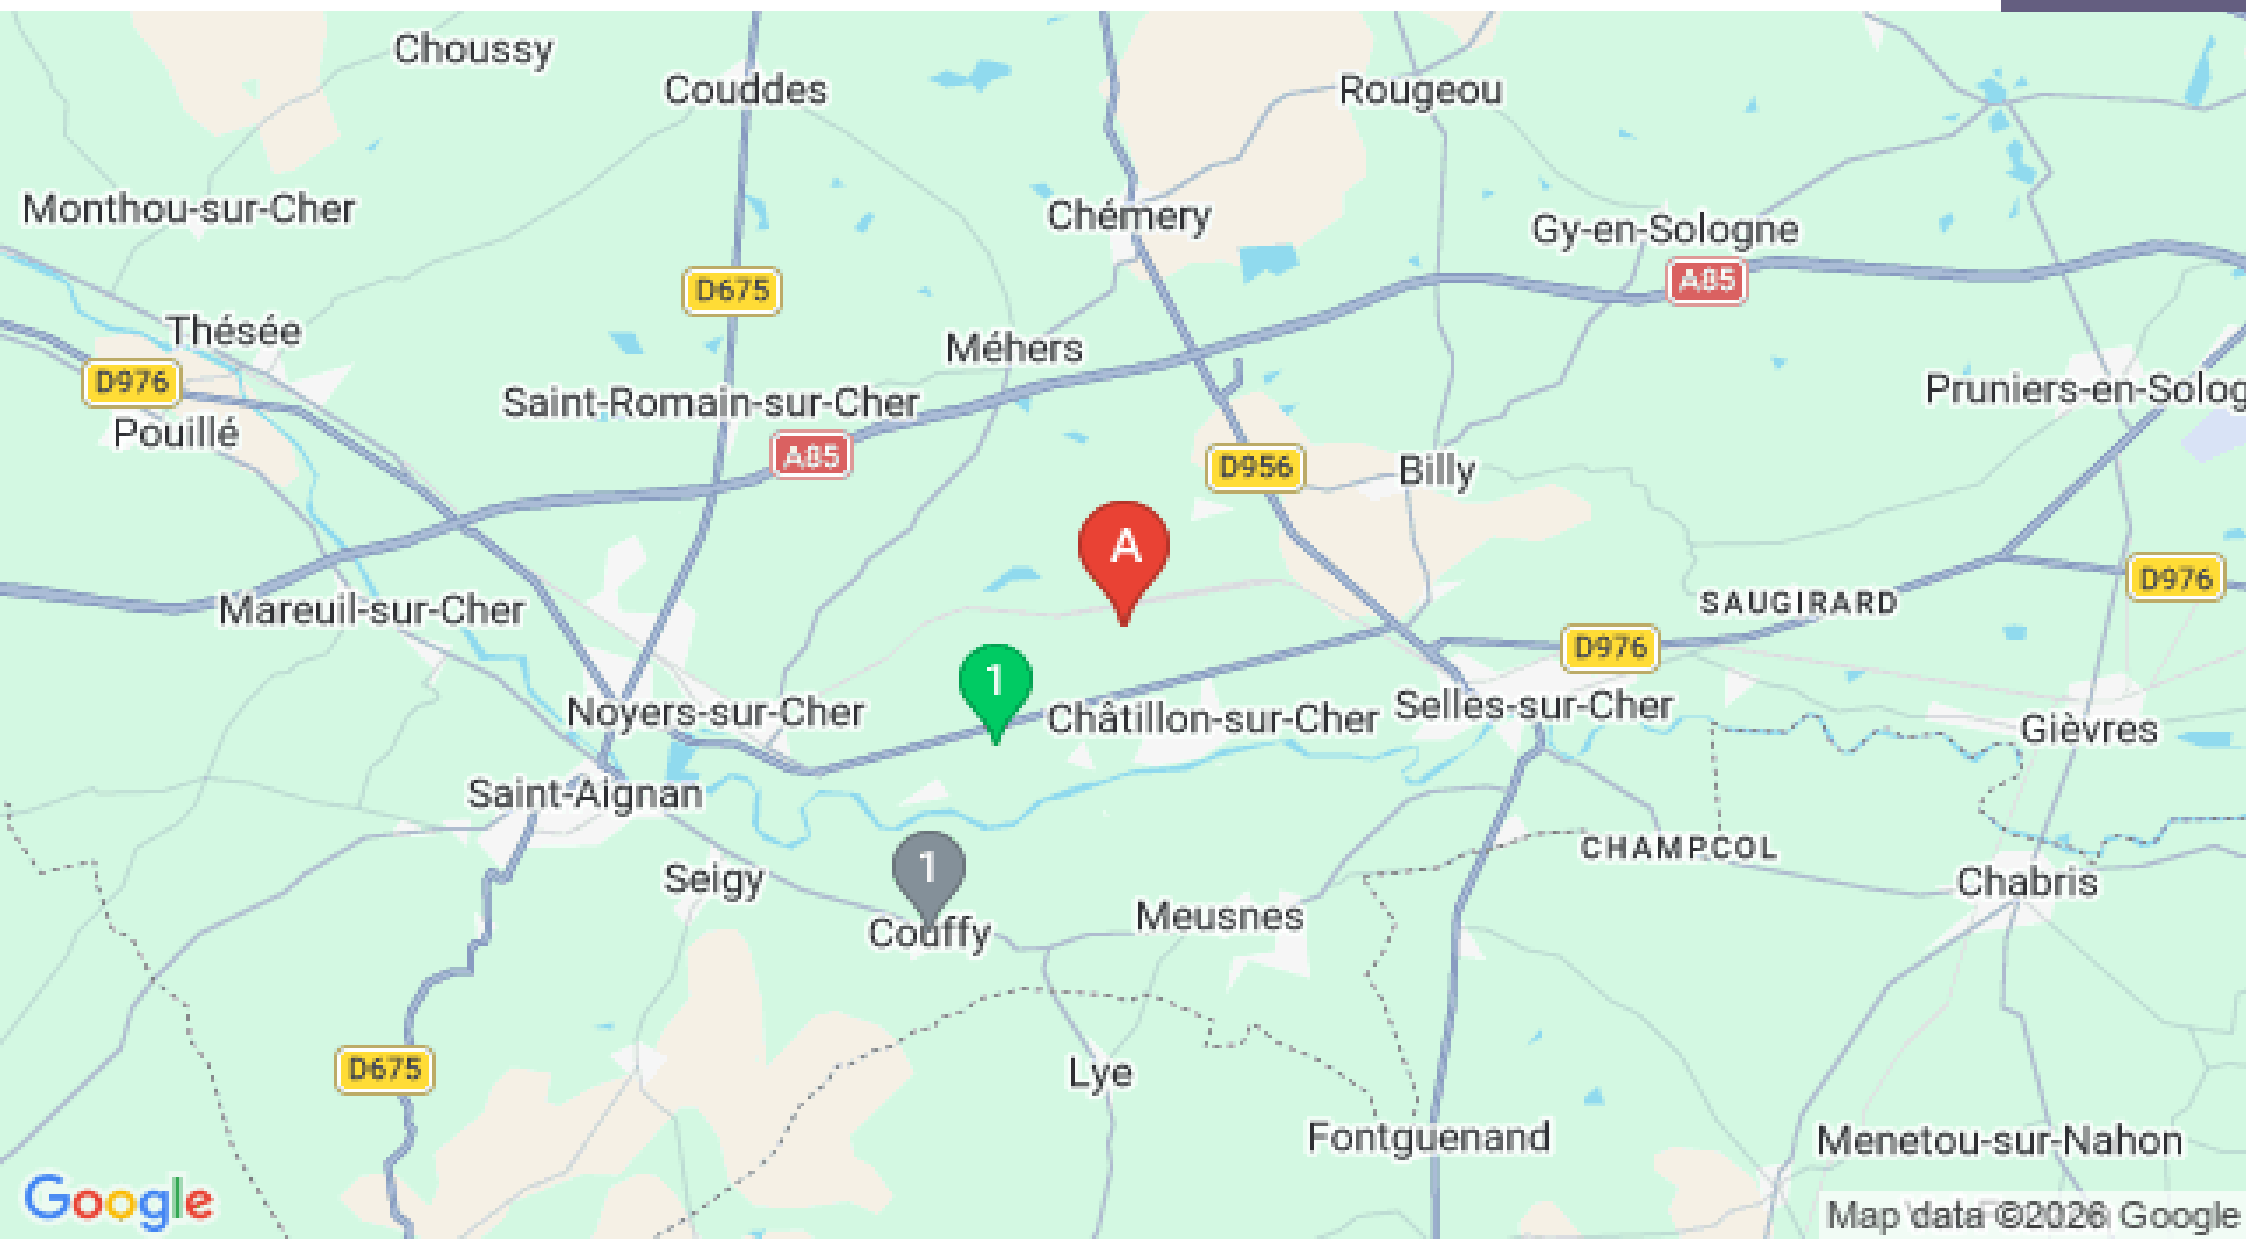 Choussy
Couddes
Rougeou
Monthou-sur-Cher
Chémery
Gy-en-Sologne
A85
D675
Thésée
Méhers
D976
Pruniers-en-Solog
Saint-Romain-sur-Cher
Pouillé
A85
D956
Billy
A
D976
Mareuil-sur-Cher
SAUGIRARD
D976
1
Noyers-sur-Cher
Châtillon-sur-Cher
Selles-sur-Cher
Gièvres
Saint-Aignan
CHAMPCOL
1
Seigy
Chabris
Couffy
Meusnes
D675
Lye
Fontguenand
Menetou-sur-Nahon
Google
Map data ©2026 Google